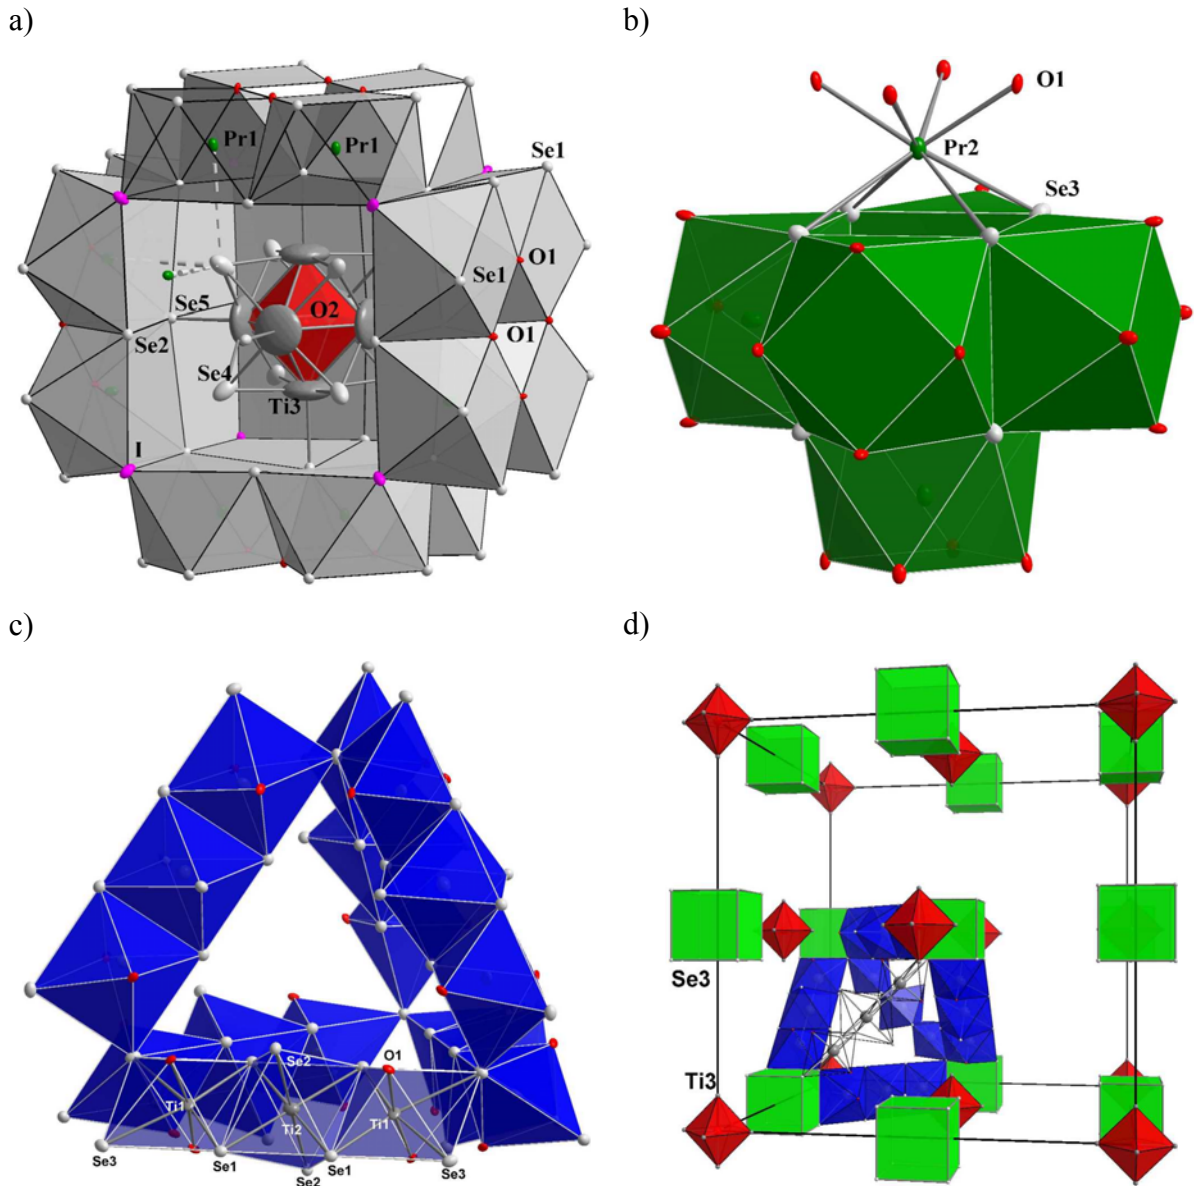 a)
b)
Pr1
Pr1
Se1
Se1
O1
O2
O1
Se5
Se2
Se4
Ti3
I
O1
Pr2
Se3
c)
d)
Se2
O1
Ti1
Ti2
Ti1
Se3
Se1
Se2
Se1
Se3
Se3
Ti3